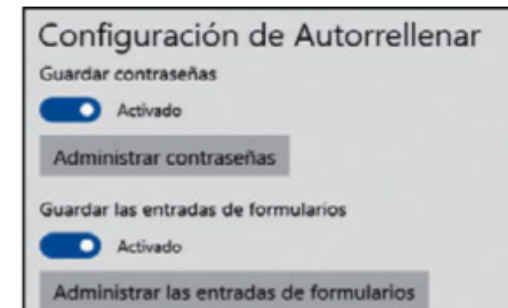 Configuración de Autorrellenar
Guardar contraseñas
Activado
Administrar contraseñas
Guardar las entradas de formularios
Activado
Administrar las entradas de formularios